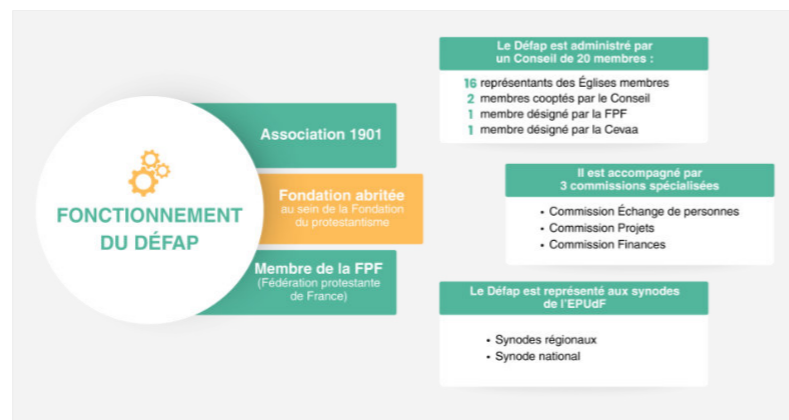 FONCTIONNEMENT
DU DÉFAP
Association 1901
Fondation abritée
au sein de la Fondation
du protestantisme
Membre de la FPF
(Fédération protestante
de France)
Le Défap est administré par
un Conseil de 20 membres :
16 représentants des Églises membres
2 membres cooptés par le Conseil
1 membre désigné par la FPF
1 membre désigné par la Cevaa
Il est accompagné par
3 commissions spécialisées
• Commission Échange de personnes
• Commission Projets
• Commission Finances
Le Défap est représenté aux synodes
de l'EPUdF
• Synodes régionaux
• Synode national